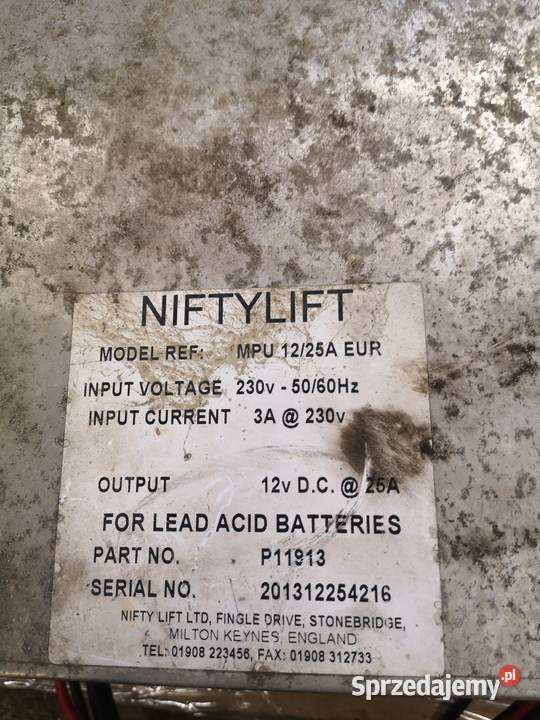 NIFTYLIFT
MODEL REF: MPU 12/25A EUR
INPUT VOLTAGE 230v - 50/60Hz
INPUT CURRENT 3A @ 230v
OUTPUT 12v D.C. @ 25A
FOR LEAD ACID BATTERIES
PART NO. P11913
SERIAL NO. 201312254216
NIFTY LIFT LTD, FINGLE DRIVE, STONEBRIDGE,
MILTON KEYNES, ENGLAND
TEL: 01908 223456, FAX: 01908 312733
Sprzedajemy.pl